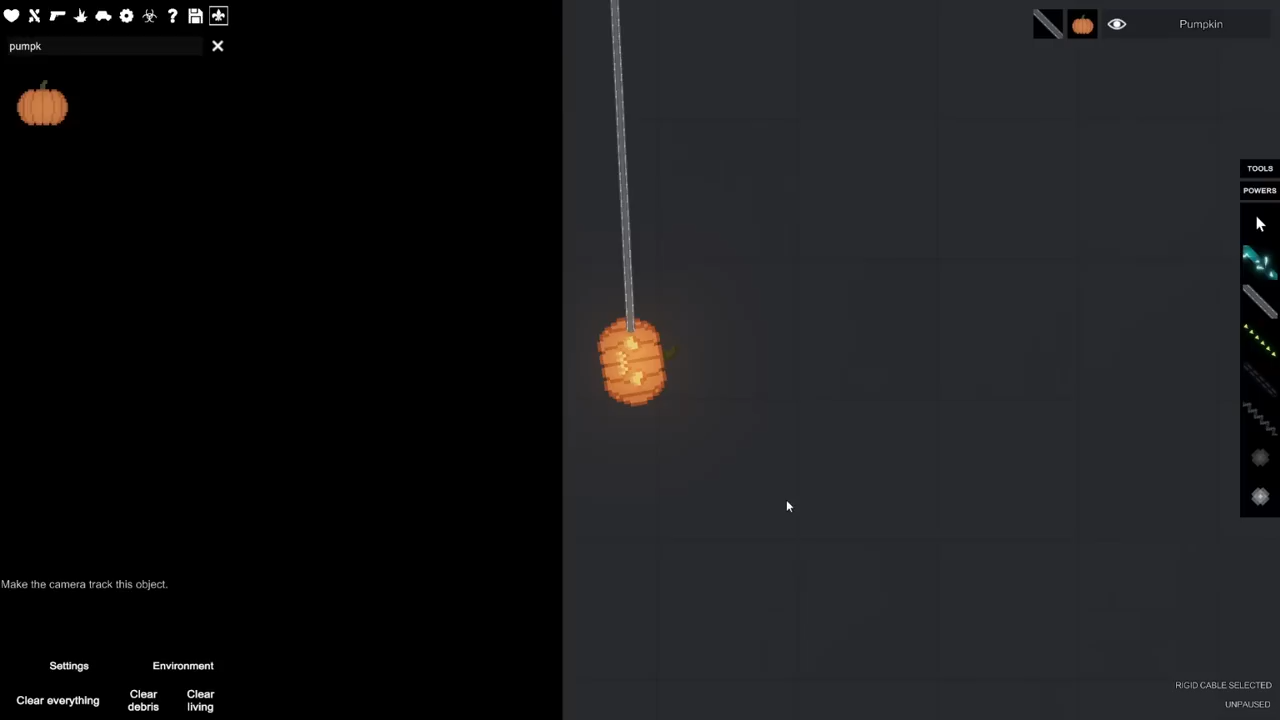 pumpk
Pumpkin
TOOLS
POWERS
Make the camera track this object.
Settings
Environment
Clear everything
Clear
debris
Clear
living
RIGID CABLE SELECTED
UNPAUSED